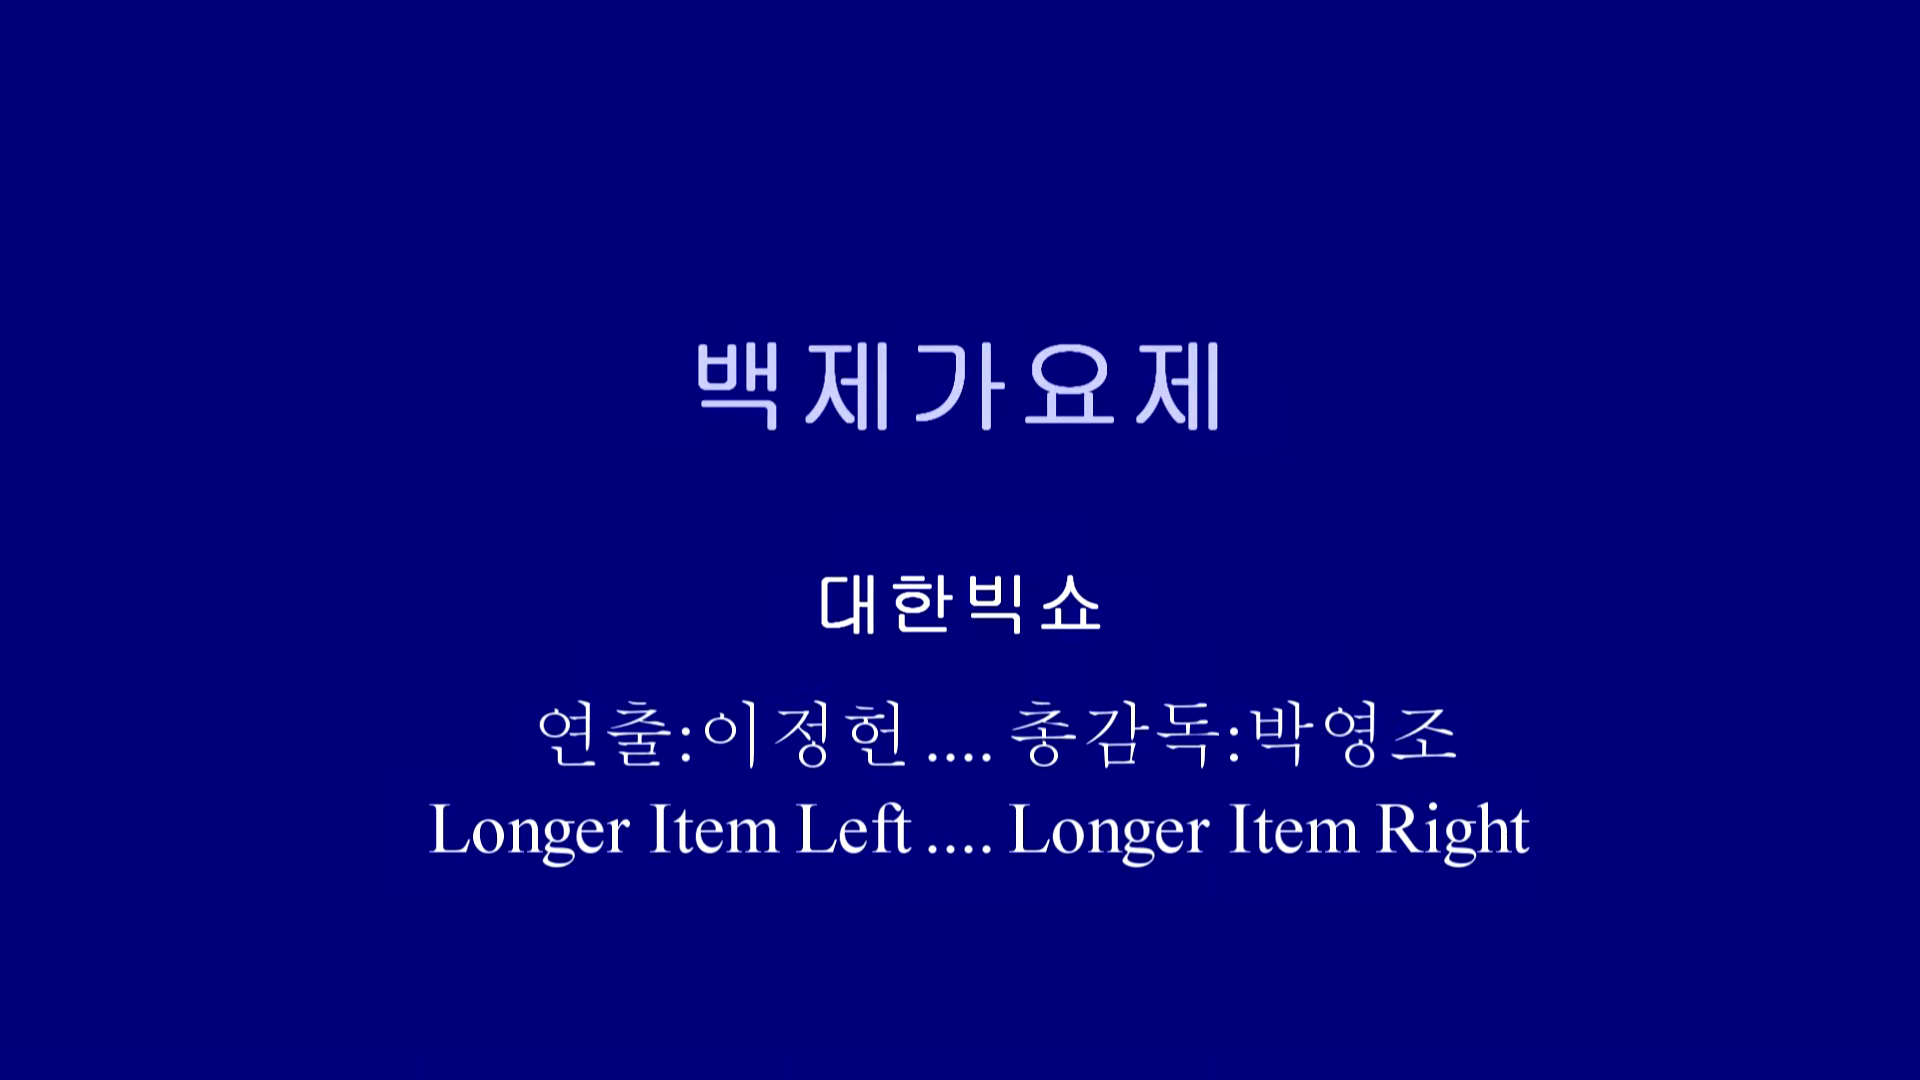 백제가요제
대한빅쇼
연출:이정헌 .... 총감독:박영조
Longer Item Left .... Longer Item Right